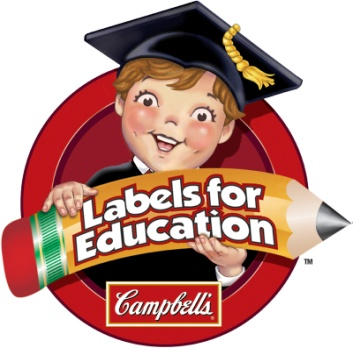 Labels for
Education
™
Campbell's